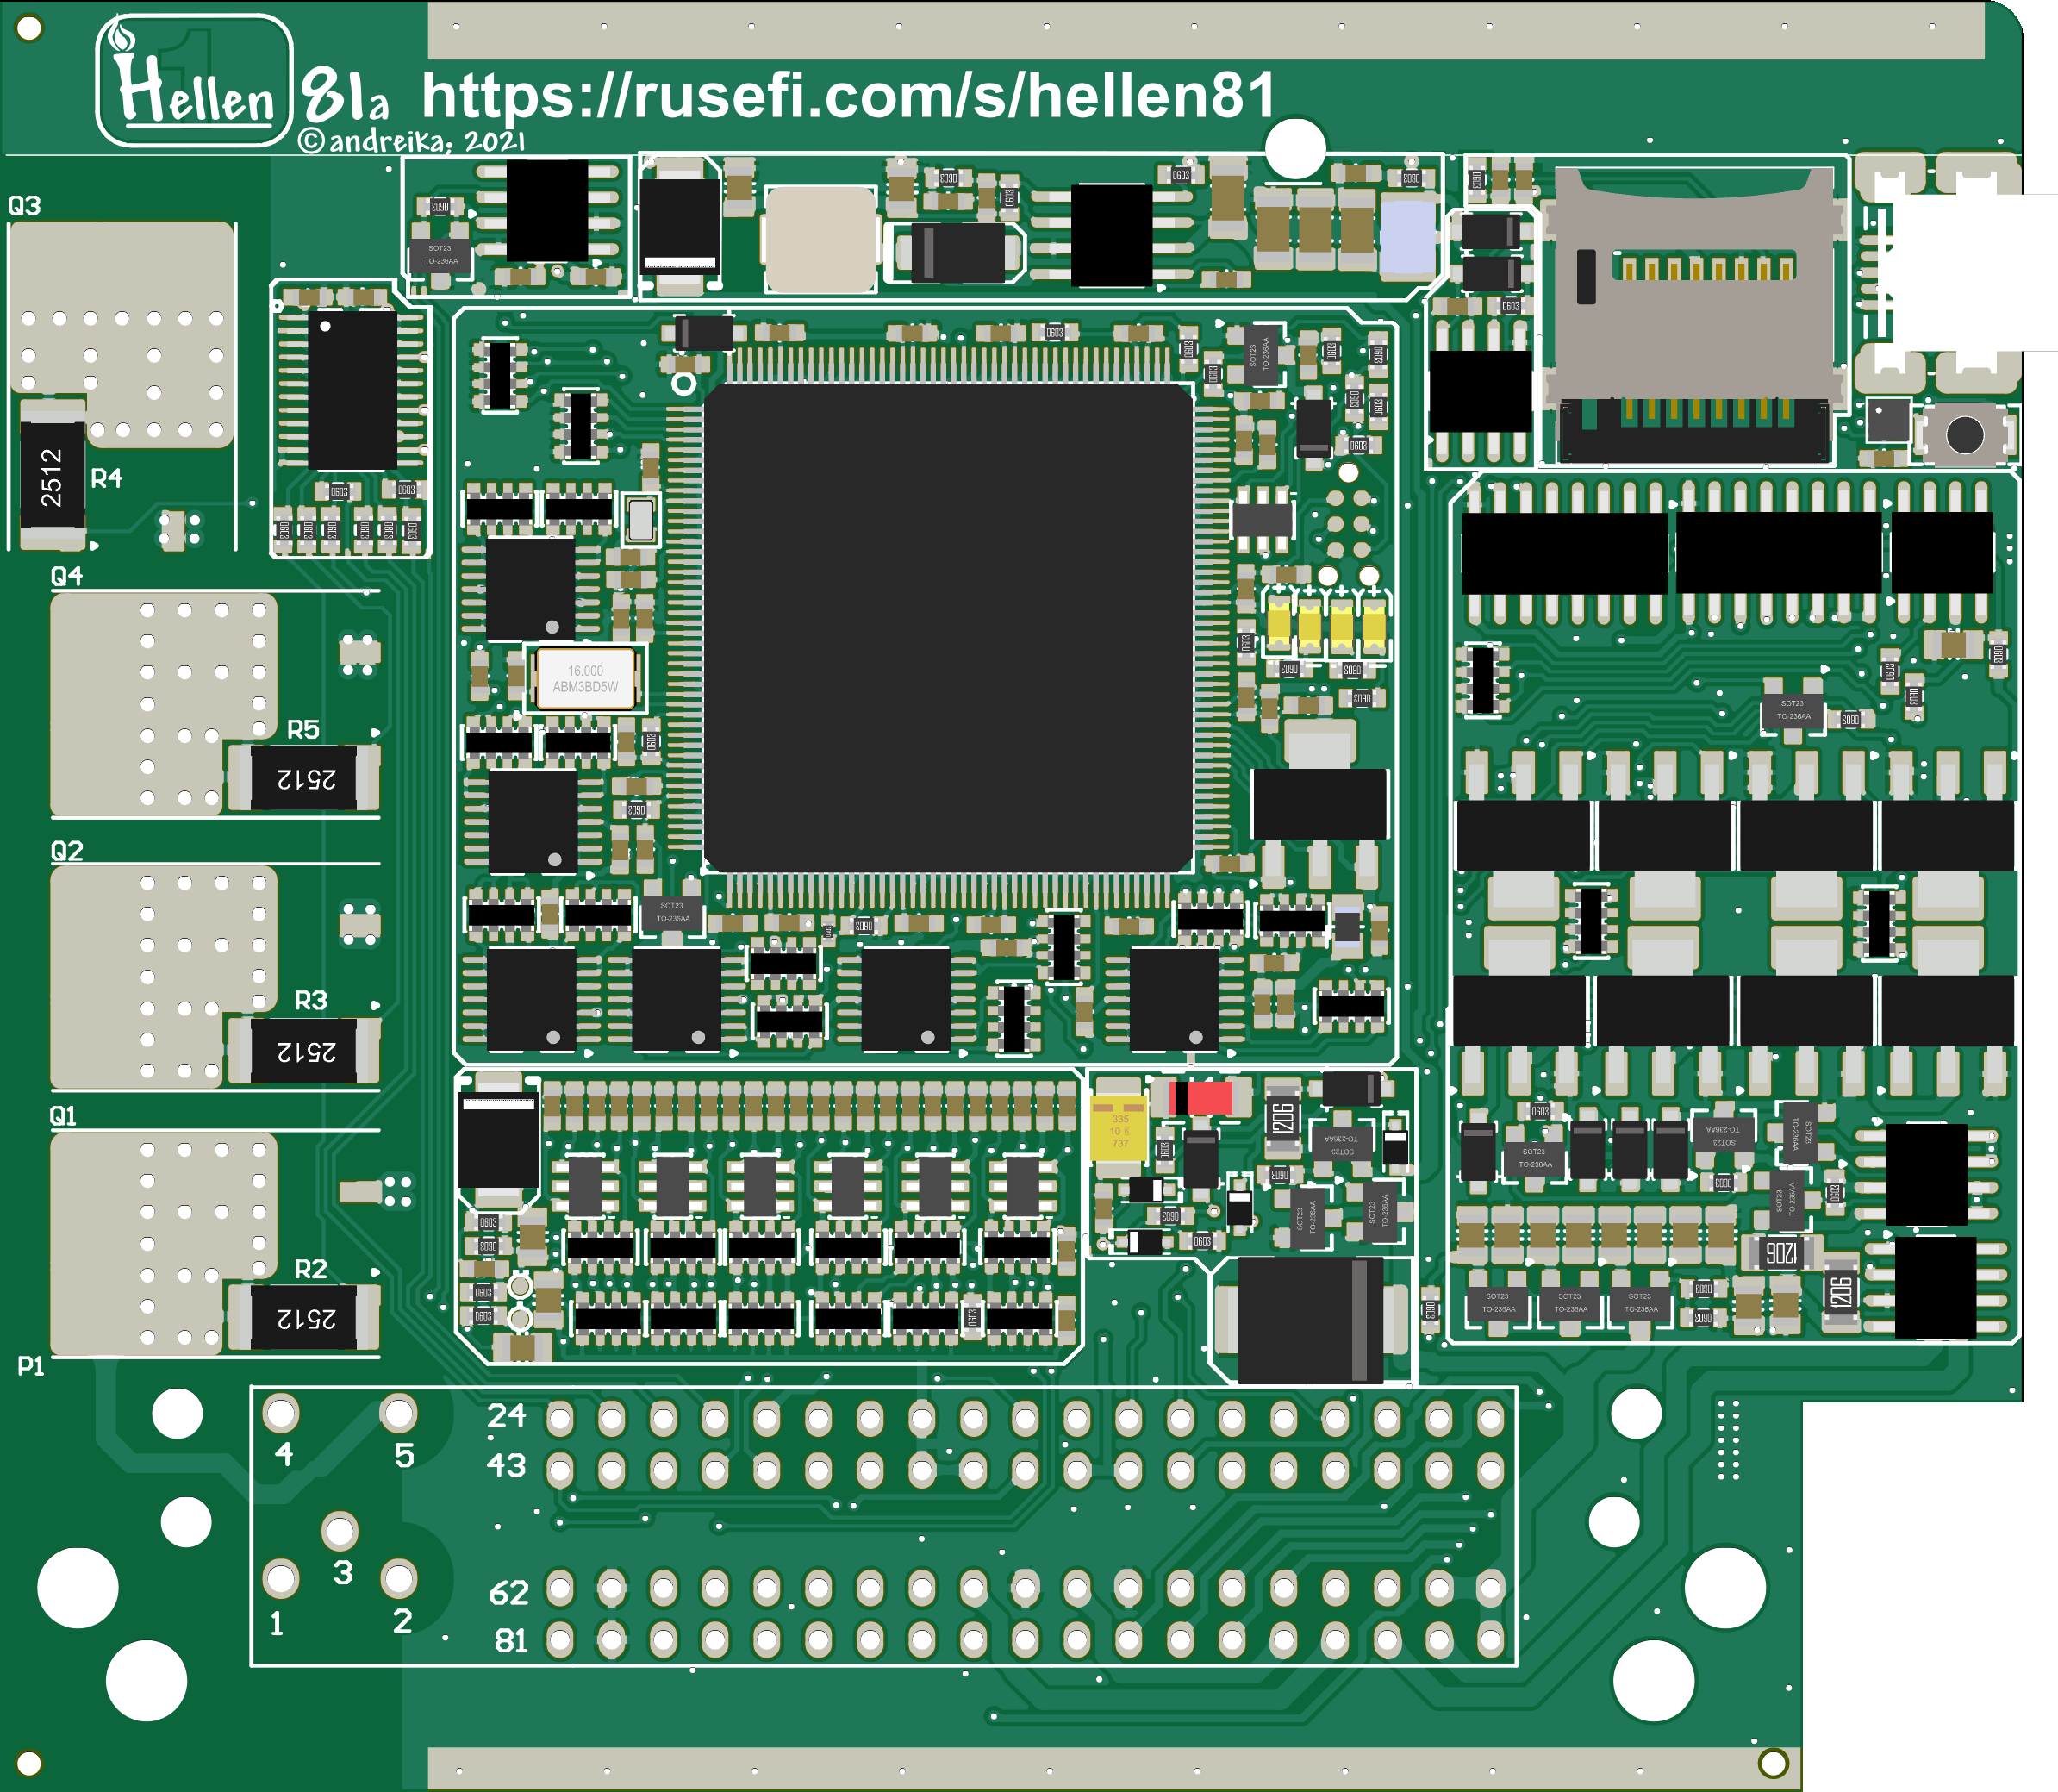 1
Hellen 81a https://rusefi.com/s/hellen81
© andreika; 2021
Q3
2512
R4
Q4
R5
2512
Q2
R3
2512
Q1
R2
2512
P1
SOT23
TO-236AA
0603
16.000
ABM3BD5W
335
737
1206
24
43
62
81
4
5
3
1
2